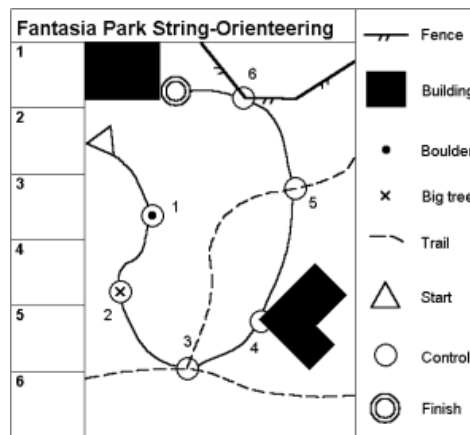 Fantasia Park String-Orienteering
1
2
3
4
5
6
6
5
1
2
3
4
Fence
Building
Boulder
Big tree
Trail
Start
Control
Finish